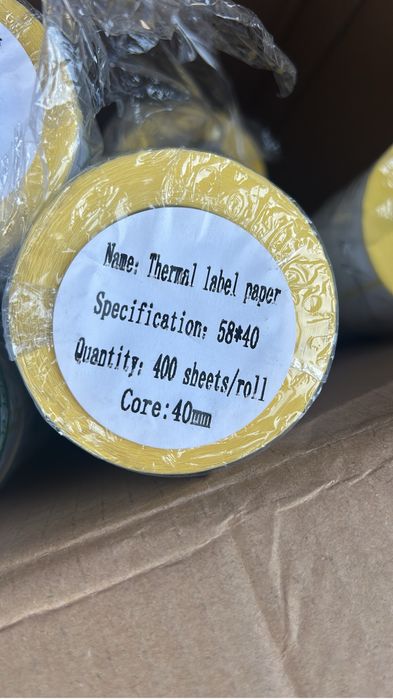 Name: Thermal label paper
Specification: 58*40
Quantity: 400 sheets/roll
Core:40mm